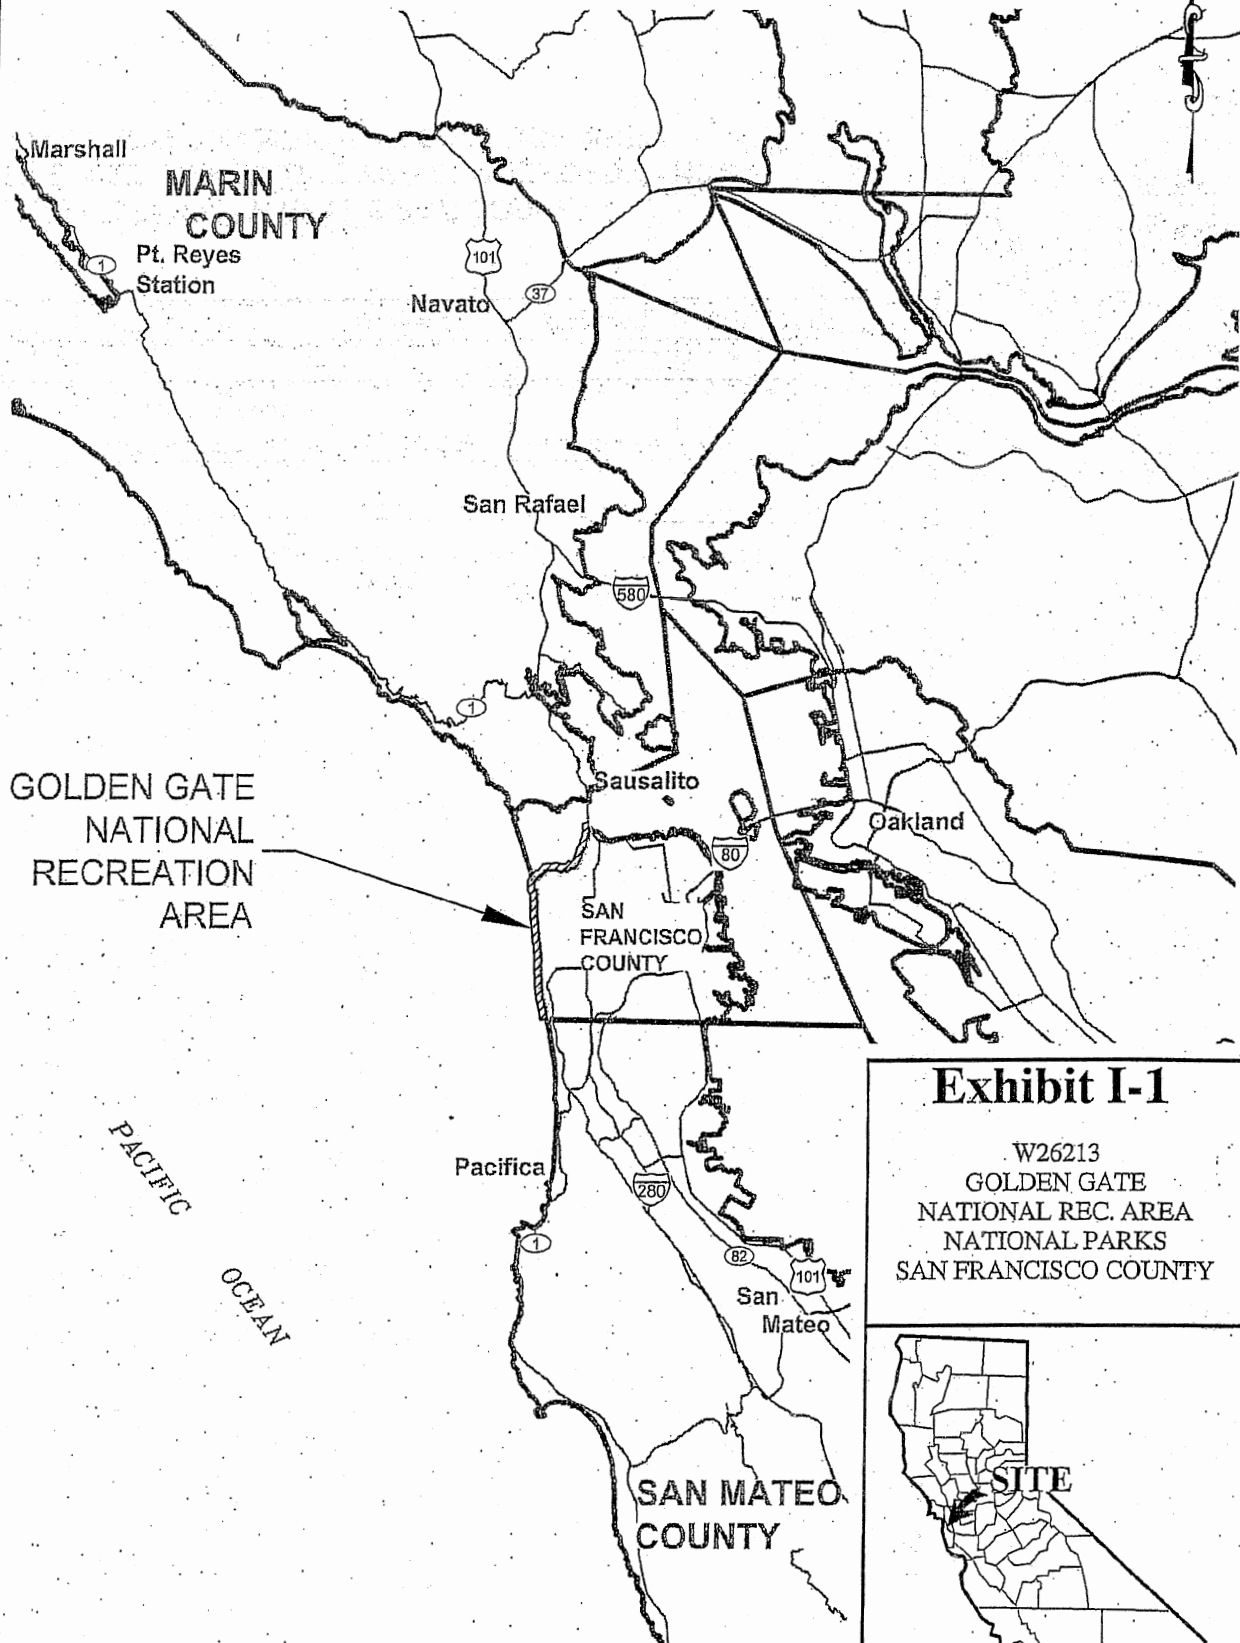 Marshall
MARIN
COUNTY
1
Pt. Reyes
Station
101
Navato
37
San Rafael
580
1
Sausalito
GOLDEN GATE
NATIONAL
RECREATION
AREA
Oakland
80
SAN
FRANCISCO
COUNTY
PACIFIC
OCEAN
Pacifica
280
1
82
101
San
Mateo
SAN MATEO
COUNTY
Exhibit I-1
W26213
GOLDEN GATE
NATIONAL REC. AREA
NATIONAL PARKS
SAN FRANCISCO COUNTY
SITE